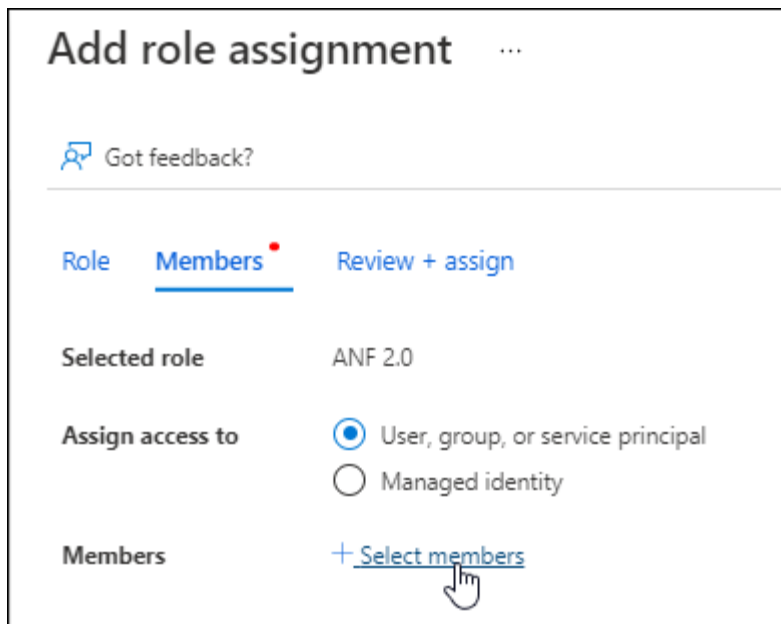 Add role assignment ...
Got feedback?
Role Members Review + assign
Selected role ANF 2.0
Assign access to User, group, or service principal
Managed identity
Members + Select members